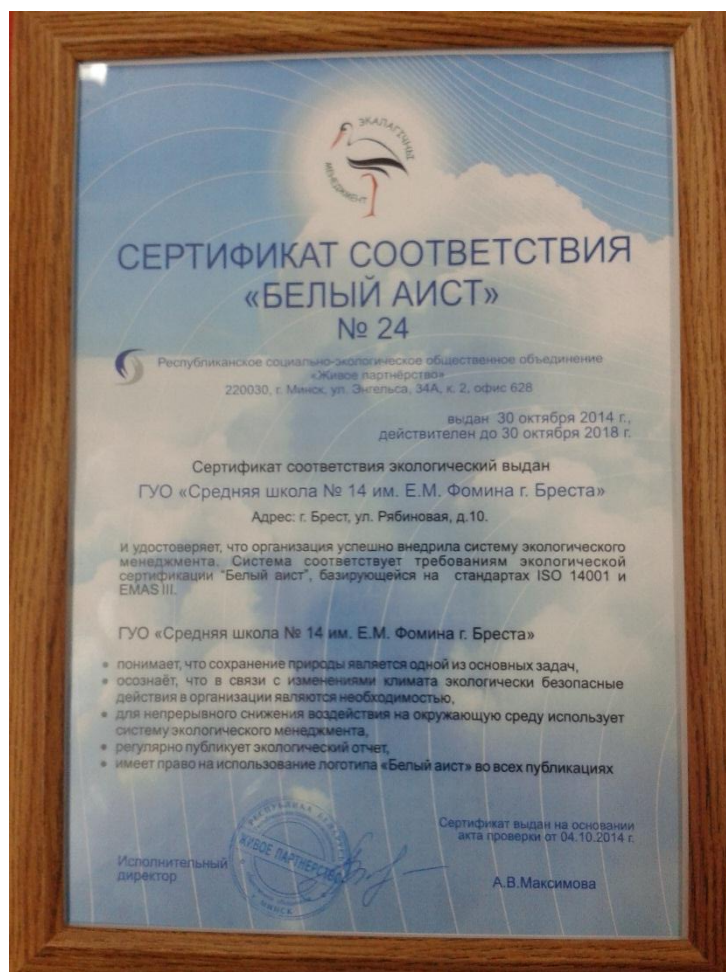 ЭКАЛАГІЧНЫ
МЕНЕДЖМЕНТ
СЕРТИФИКАТ СООТВЕТСТВИЯ
«БЕЛЫЙ АИСТ»
№ 24
Республиканское социально-экологическое общественное объединение
«Живое партнёрство»
220030, г. Минск, ул. Энгельса, 34А, к. 2, офис 628
выдан 30 октября 2014 г.,
действителен до 30 октября 2018 г.
Сертификат соответствия экологический выдан
ГУО «Средняя школа № 14 им. Е.М. Фомина г. Бреста»
Адрес: г. Брест, ул. Рябиновая, д.10.
и удостоверяет, что организация успешно внедрила систему экологического
менеджмента. Система соответствует требованиям экологической
сертификации "Белый аист", базирующейся на стандартах ISO 14001 и
EMAS III.
ГУО «Средняя школа № 14 им. Е.М. Фомина г. Бреста»
• понимает, что сохранение природы является одной из основных задач,
• осознаёт, что в связи с изменениями климата экологически безопасные
действия в организации являются необходимостью,
• для непрерывного снижения воздействия на окружающую среду использует
систему экологического менеджмента,
• регулярно публикует экологический отчет,
• имеет право на использование логотипа «Белый аист» во всех публикациях
Сертификат выдан на основании
акта проверки от 04.10.2014 г.
РЕСПУБЛИКА БЕЛАРУСЬ
ЖИВОЕ ПАРТНЕРСТВО
г. МИНСК
Исполнительный
директор
А.В.Максимова